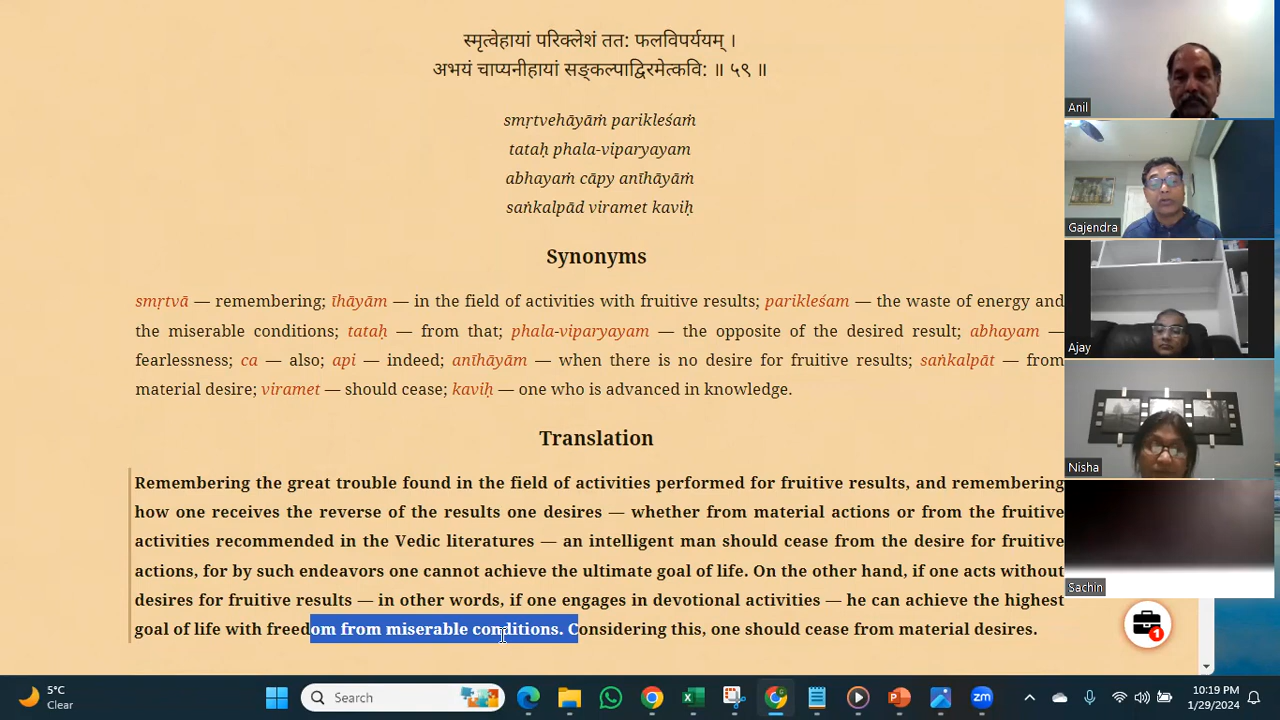 स्मृत्वेहायां परिक्लेशं तत: फलविपर्ययम् ।
अभयं चाप्यनीहायां सङ्कल्पाद्विरमेत्कवि: ॥ ५९ ॥
smṛtvehāyāṁ parikleśaṁ
tataḥ phala-viparyayam
abhayaṁ cāpy anīhāyāṁ
saṅkalpād viramet kaviḥ
Synonyms
smṛtvā — remembering; īhāyām — in the field of activities with fruitive results; parikleśam — the waste of energy and
the miserable conditions; tataḥ — from that; phala-viparyayam — the opposite of the desired result; abhayam —
fearlessness; ca — also; api — indeed; anīhāyām — when there is no desire for fruitive results; saṅkalpāt — from
material desire; viramet — should cease; kaviḥ — one who is advanced in knowledge.
Translation
Remembering the great trouble found in the field of activities performed for fruitive results, and remembering
how one receives the reverse of the results one desires — whether from material actions or from the fruitive
activities recommended in the Vedic literatures — an intelligent man should cease from the desire for fruitive
actions, for by such endeavors one cannot achieve the ultimate goal of life. On the other hand, if one acts without
desires for fruitive results — in other words, if one engages in devotional activities — he can achieve the highest
goal of life with freedom from miserable conditions. Considering this, one should cease from material desires.
Anil
Gajendra
Ajay
Nisha
Sachin
1
5°C
Clear
Search
zm
10:19 PM
1/29/2024